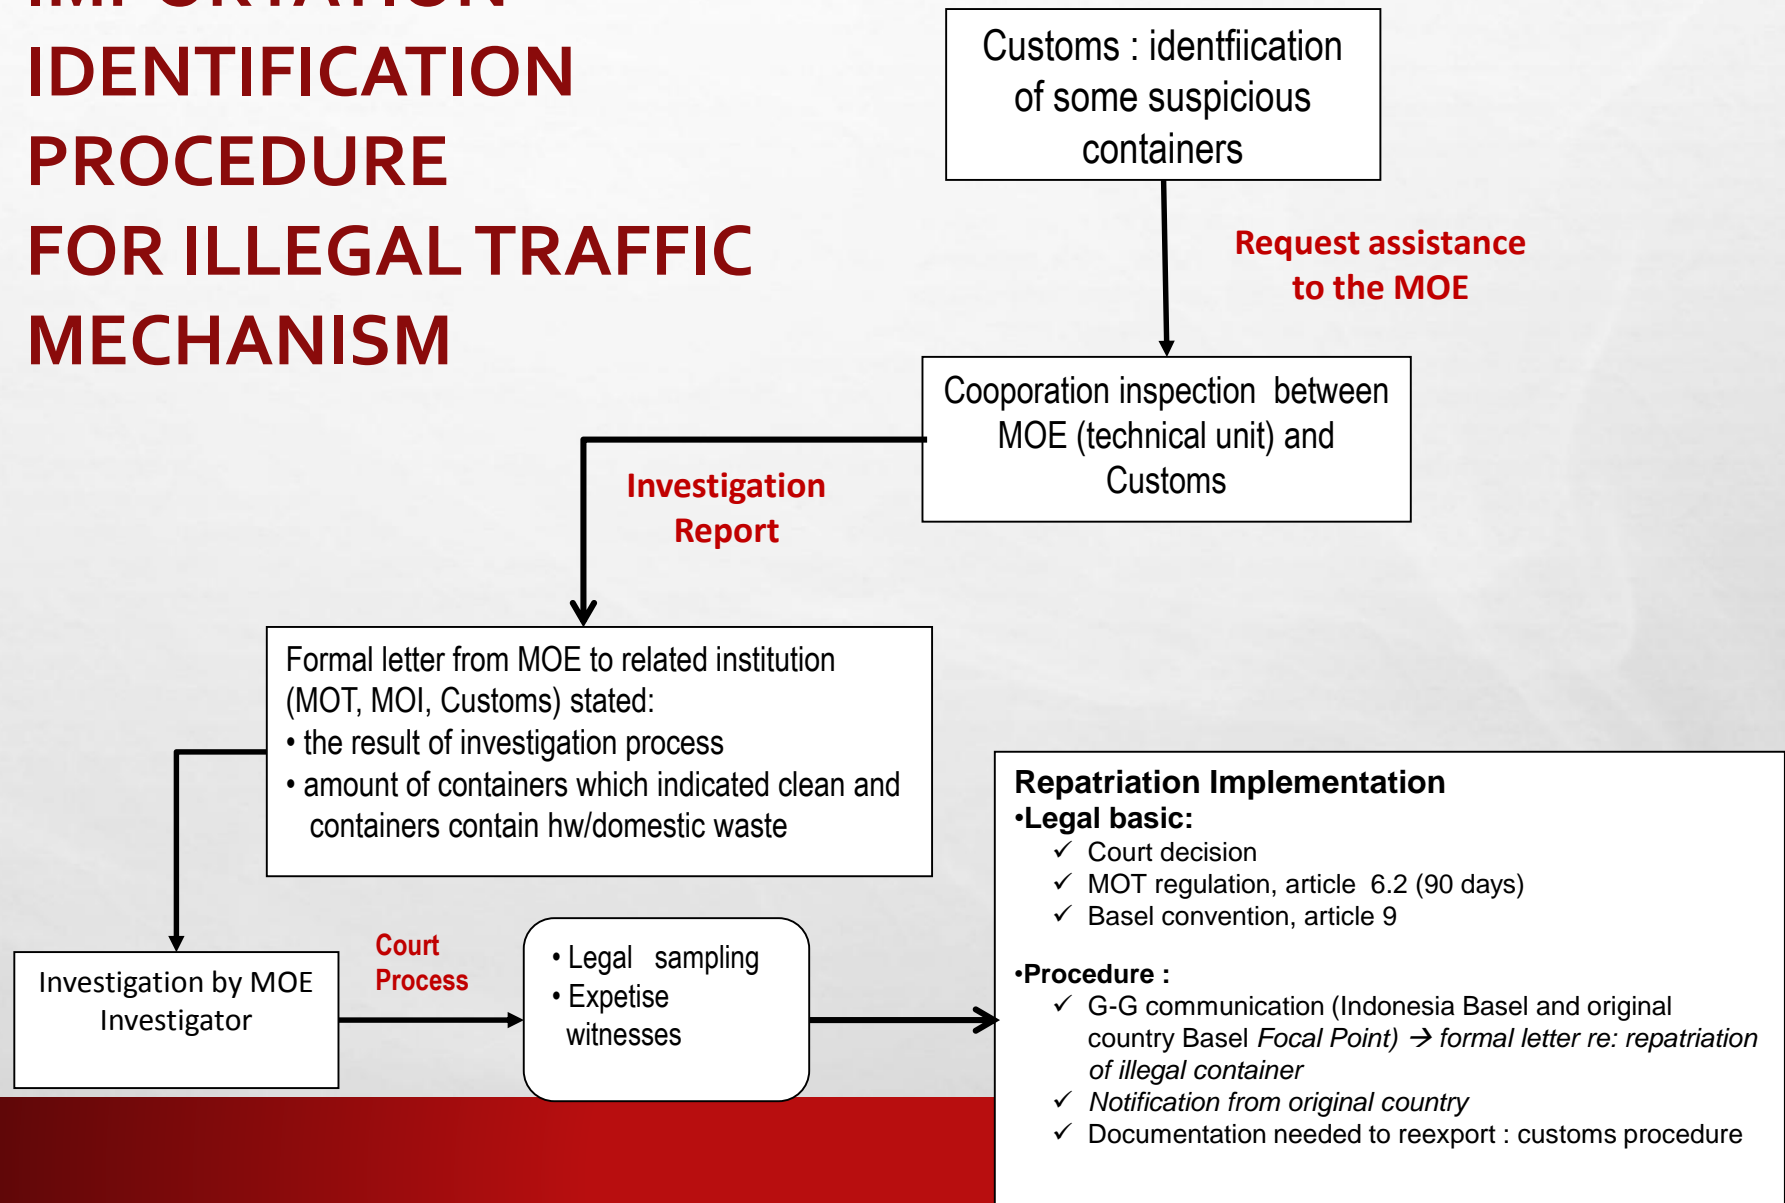 IMPORTATION
IDENTIFICATION
PROCEDURE
FOR ILLEGAL TRAFFIC
MECHANISM
Customs : identfiication
of some suspicious
containers
Request assistance
to the MOE
Cooporation inspection between
MOE (technical unit) and
Customs
Investigation
Report
Formal letter from MOE to related institution
(MOT, MOI, Customs) stated:
• the result of investigation process
• amount of containers which indicated clean and
containers contain hw/domestic waste
Investigation by MOE
Investigator
Court
Process
• Legal sampling
• Expetise
witnesses
Repatriation Implementation
•Legal basic:
✓ Court decision
✓ MOT regulation, article 6.2 (90 days)
✓ Basel convention, article 9
•Procedure :
✓ G-G communication (Indonesia Basel and original
country Basel Focal Point) → formal letter re: repatriation
of illegal container
✓ Notification from original country
✓ Documentation needed to reexport : customs procedure